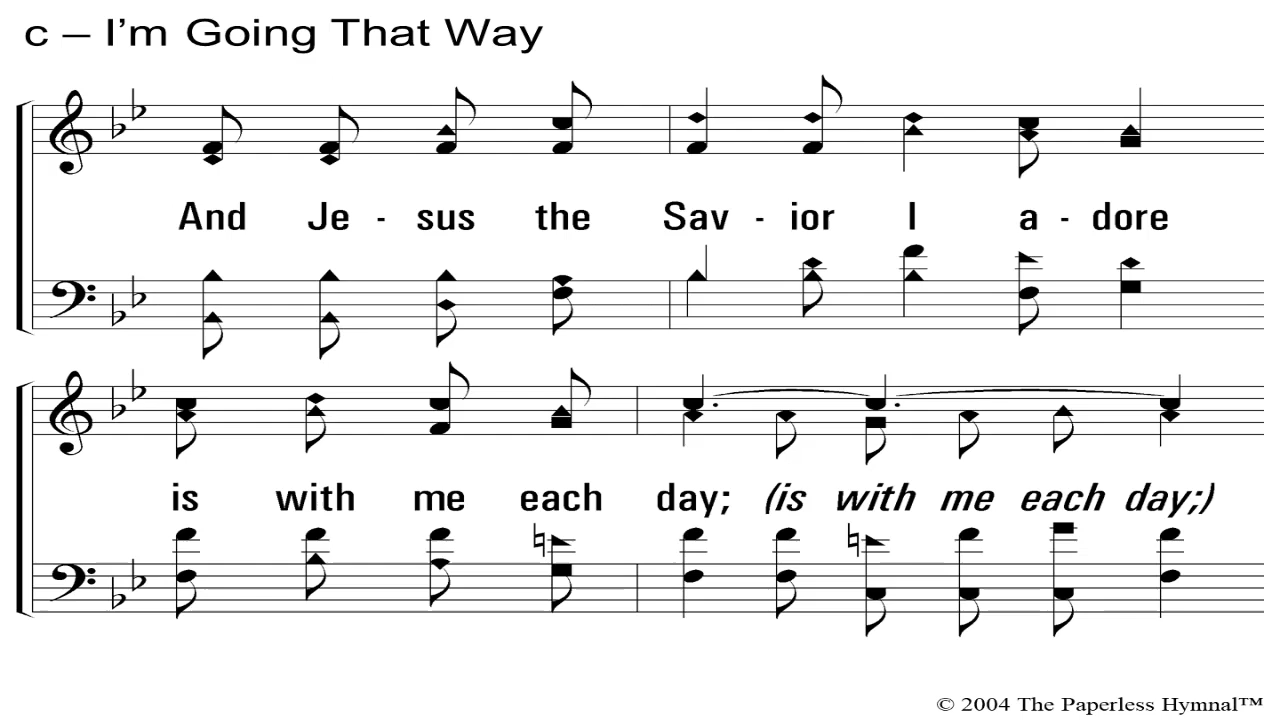 c – I'm Going That Way
And Je - sus the Sav - ior I a - dore
is with me each day; (is with me each day;)
© 2004 The Paperless Hymnal™